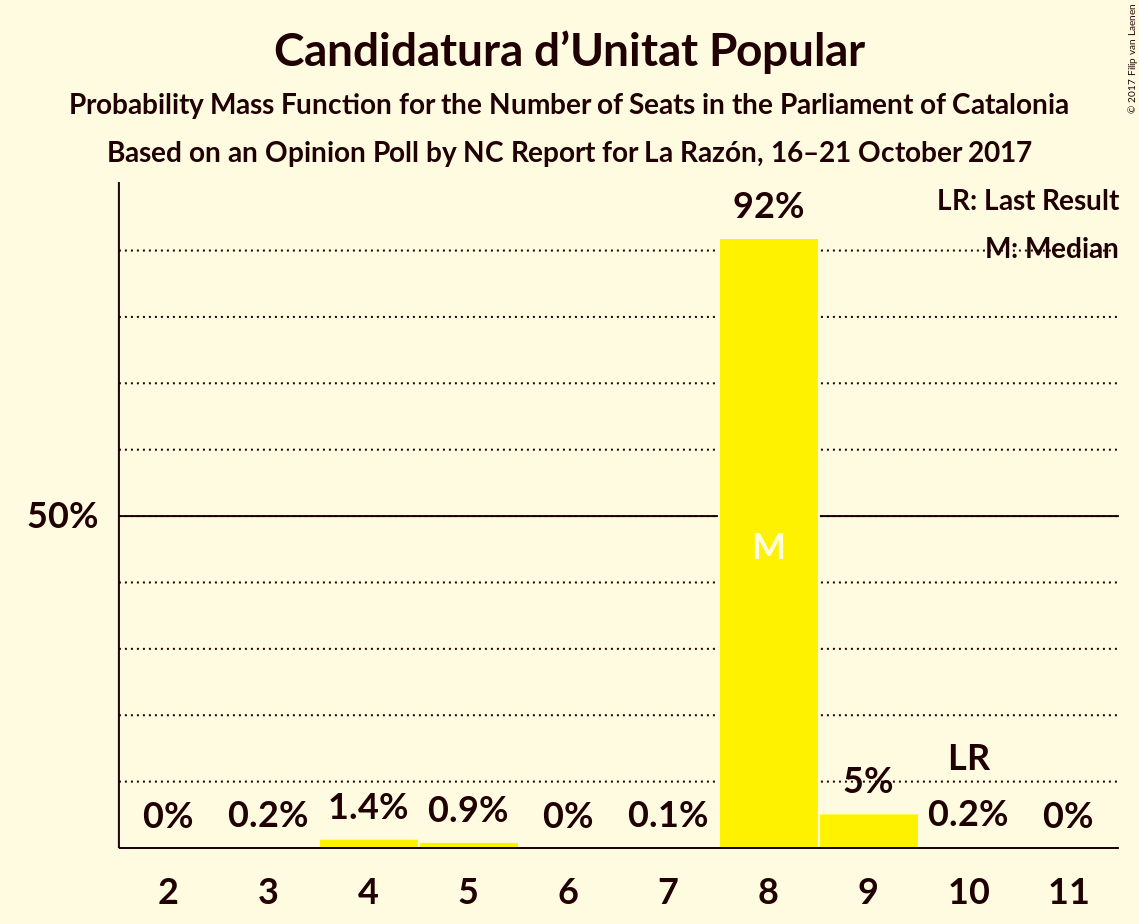 Candidatura d’Unitat Popular
Probability Mass Function for the Number of Seats in the Parliament of Catalonia
Based on an Opinion Poll by NC Report for La Razón, 16–21 October 2017
© 2017 Filip van Laenen
LR: Last Result
M: Median
92%
50%
M
LR
0%
0.2%
1.4%
0.9%
0%
0.1%
5%
0.2%
0%
2 3 4 5 6 7 8 9 10 11